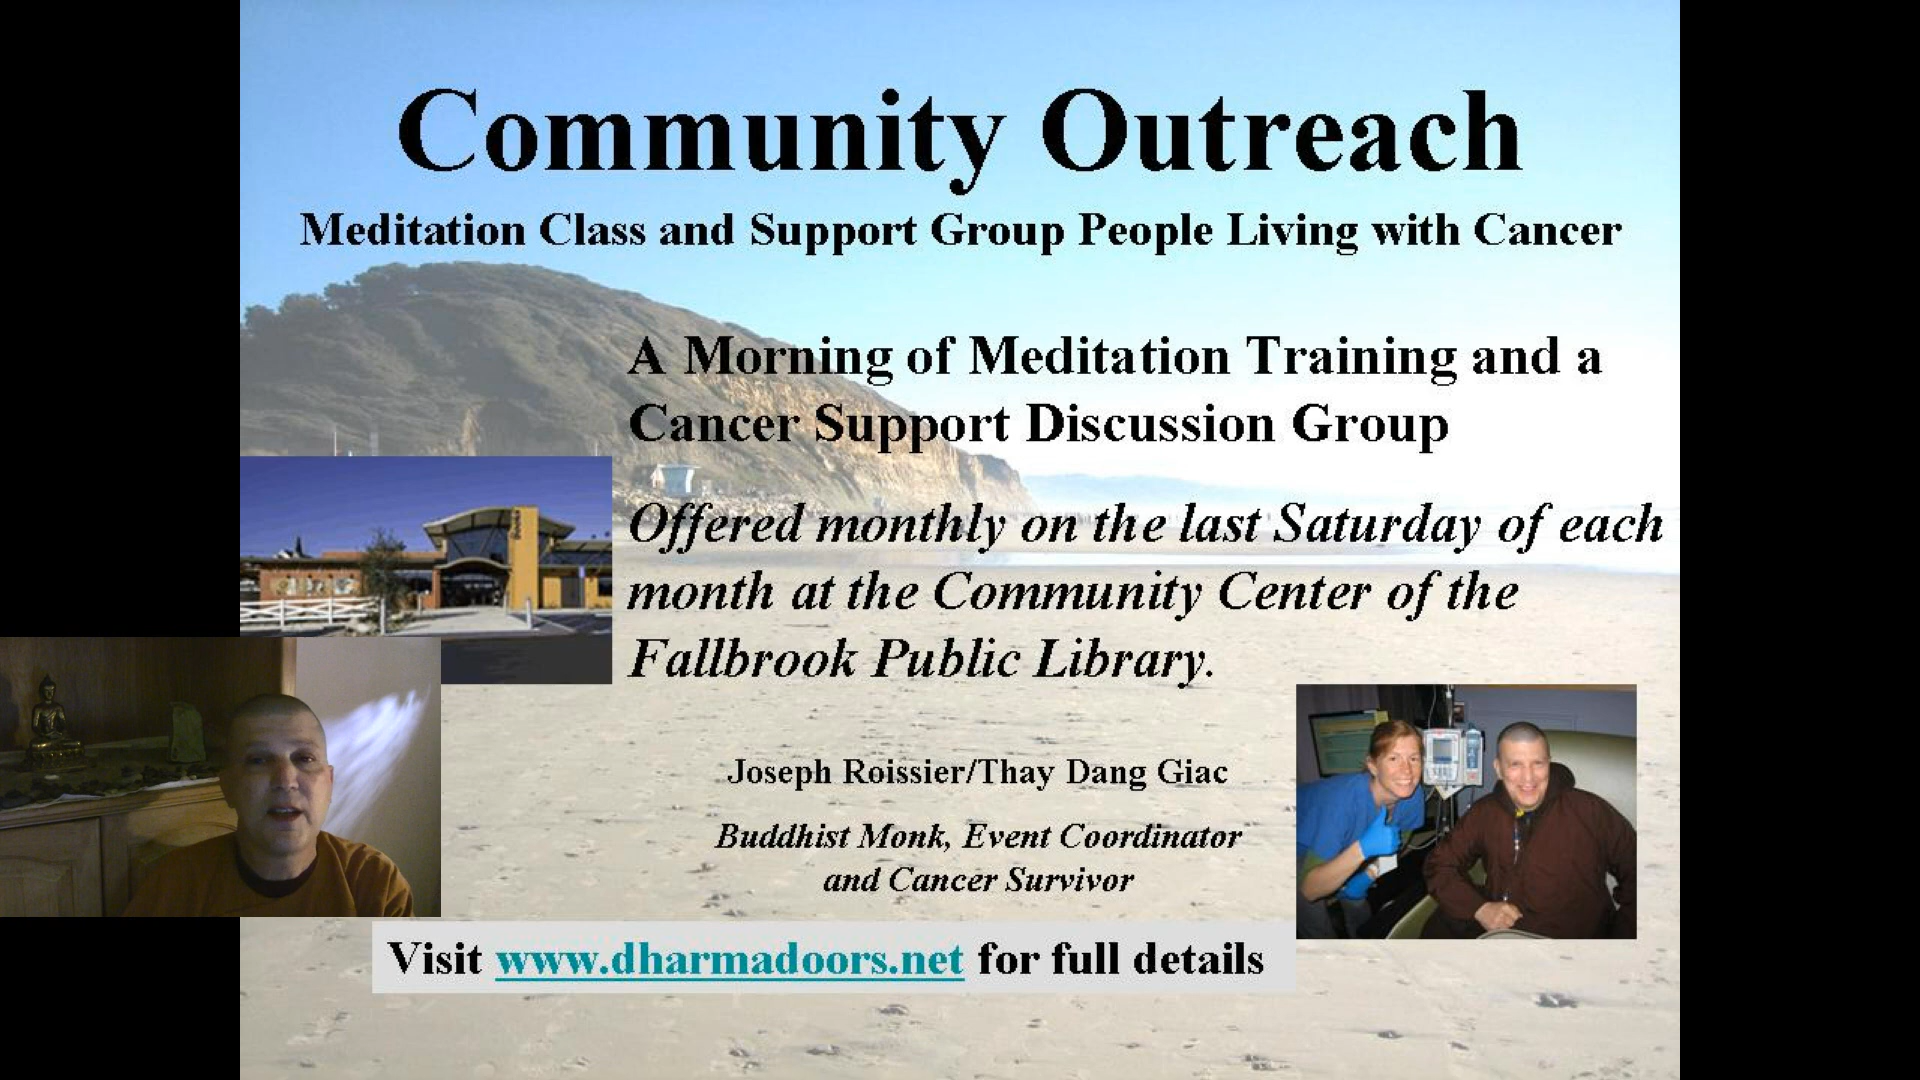 Community Outreach
Meditation Class and Support Group People Living with Cancer
A Morning of Meditation Training and a
Cancer Support Discussion Group
Offered monthly on the last Saturday of each
month at the Community Center of the
Fallbrook Public Library.
Joseph Roissier/Thay Dang Giac
Buddhist Monk, Event Coordinator
and Cancer Survivor
Visit www.dharmadoors.net for full details